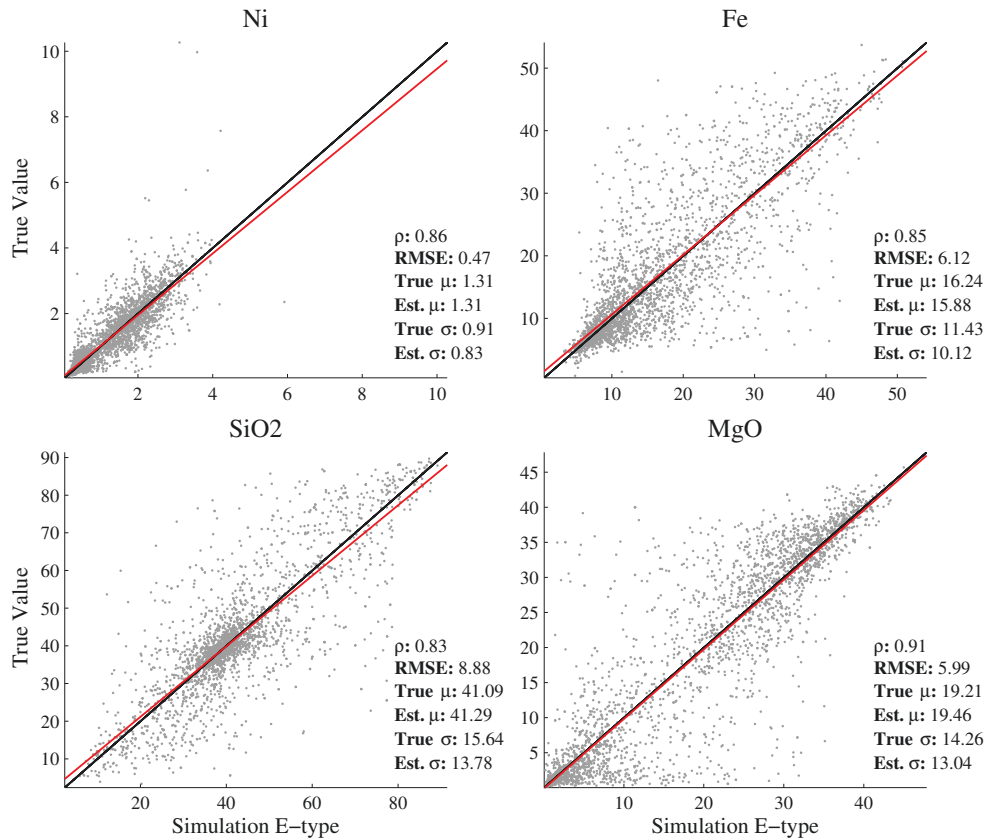 Ni
True Value
10
8
6
4
2
2
4
6
8
10
ρ: 0.86
RMSE: 0.47
True μ: 1.31
Est. μ: 1.31
True σ: 0.91
Est. σ: 0.83
Fe
50
40
30
20
10
10
20
30
40
50
ρ: 0.85
RMSE: 6.12
True μ: 16.24
Est. μ: 15.88
True σ: 11.43
Est. σ: 10.12
SiO2
True Value
90
80
70
60
50
40
30
20
10
20
40
60
80
Simulation E−type
ρ: 0.83
RMSE: 8.88
True μ: 41.09
Est. μ: 41.29
True σ: 15.64
Est. σ: 13.78
MgO
45
40
35
30
25
20
15
10
5
10
20
30
40
Simulation E−type
ρ: 0.91
RMSE: 5.99
True μ: 19.21
Est. μ: 19.46
True σ: 14.26
Est. σ: 13.04